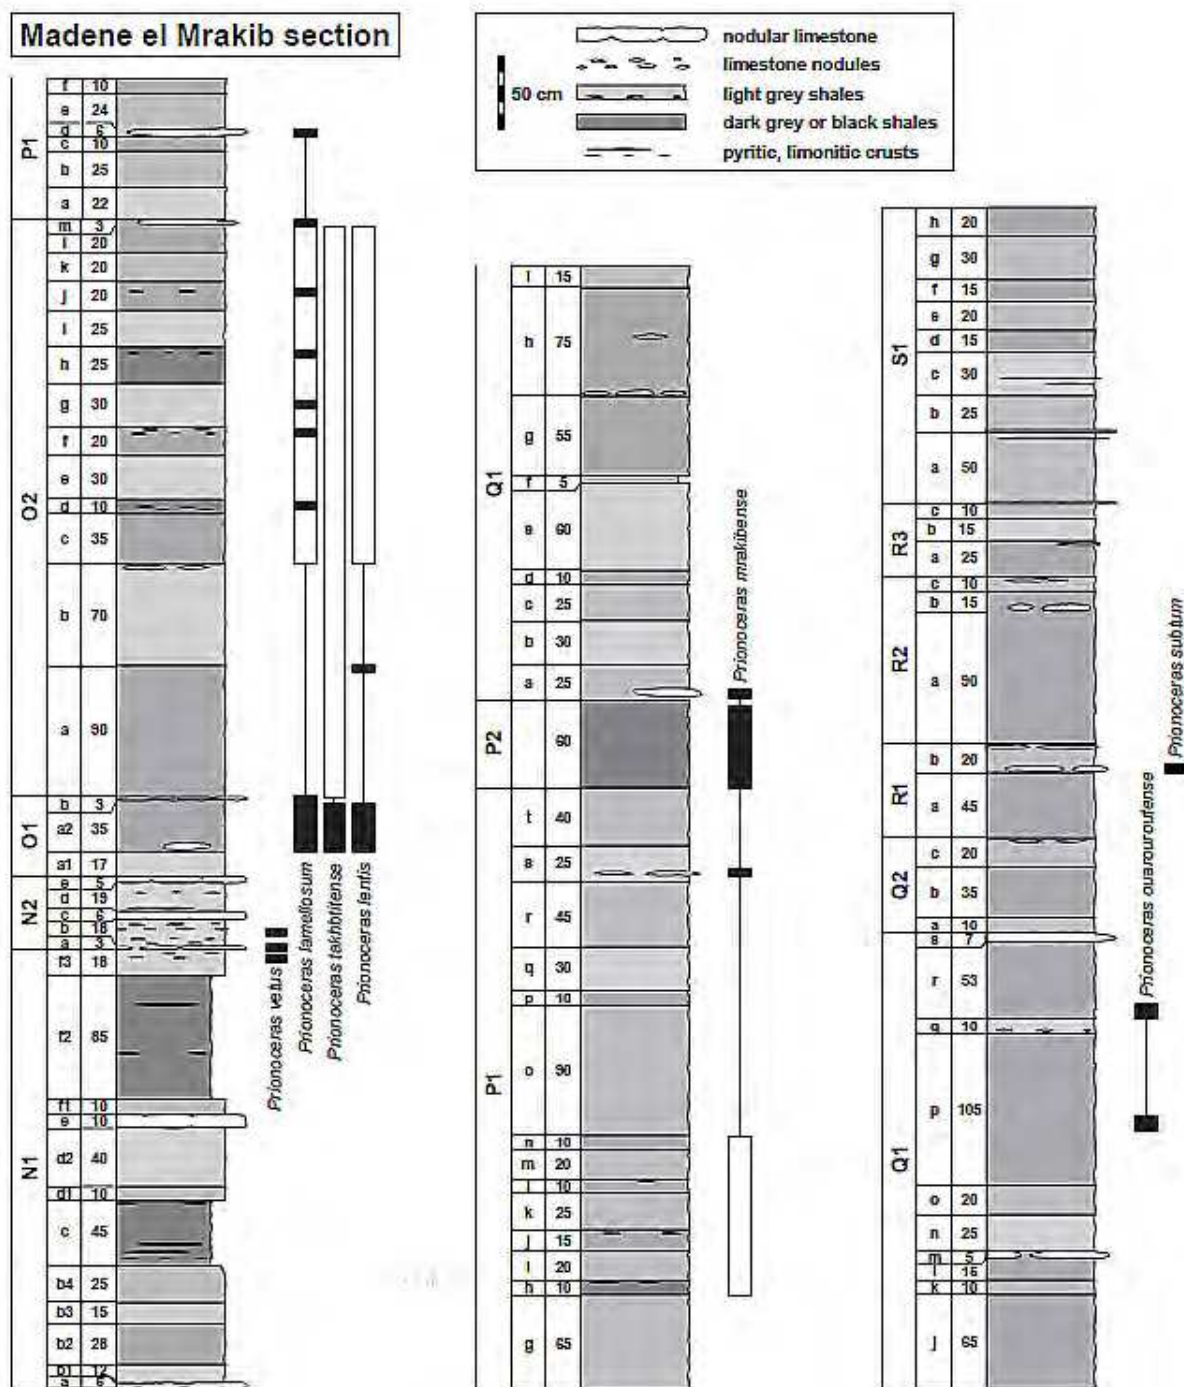 Madene el Mrakib section
nodular limestone
limestone nodules
50 cm
light grey shales
dark grey or black shales
pyritic, limonitic crusts
P1
f 10
e 24
d 6
c 10
b 25
a 22
O2
m 3
l 20
k 20
j 20
i 25
h 25
g 30
f 20
e 30
d 10
c 35
b 70
a 90
O1
b 3
a2 35
a1 17
N2
e 5
d 19
c 6
b 18
a 3
N1
f3 18
f2 85
f1 10
e 10
d2 40
d1 10
c 45
b4 25
b3 15
b2 28
b1 12
a 6
Prionoceras vetus
Prionoceras lamellosum
Prionoceras takhbtitense
Prionoceras lentis
Q1
i 15
h 75
g 55
f 5
e 60
d 10
c 25
b 30
a 25
P2
60
P1
t 40
s 25
r 45
q 30
p 10
o 90
n 10
m 20
l 10
k 25
j 15
i 20
h 10
g 65
Prionoceras mrakibense
S1
h 20
g 30
f 15
e 20
d 15
c 30
b 25
a 50
R3
c 10
b 15
a 25
R2
c 10
b 15
a 90
R1
b 20
a 45
Q2
c 20
b 35
a 10
Q1
s 7
r 53
q 10
p 105
o 20
n 25
m 5
l 15
k 10
j 65
Prionoceras ouarouroutense
Prionoceras subtum